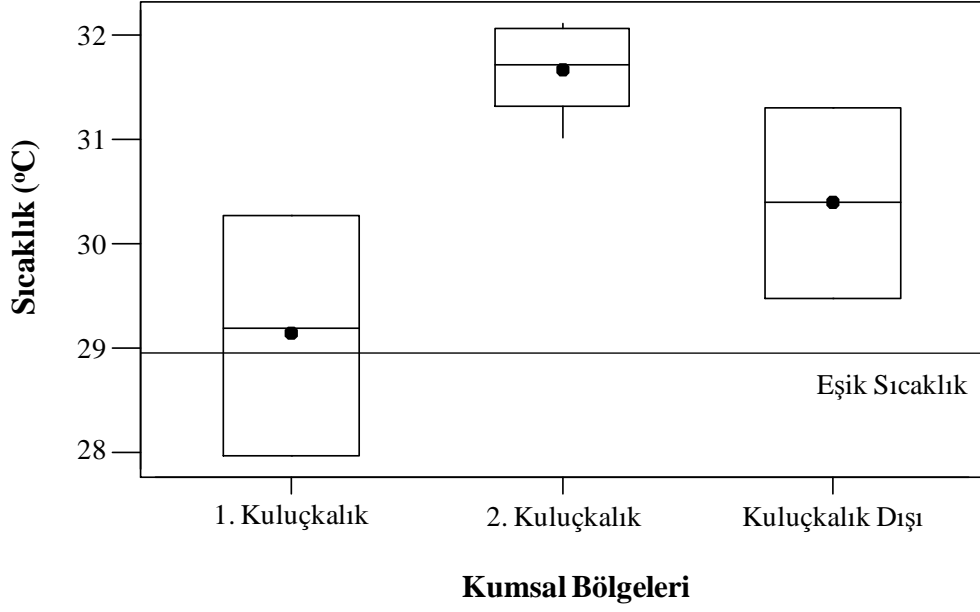 Sıcaklık (ºC)
32
31
30
29
28
Eşik Sıcaklık
1. Kuluçkalık
2. Kuluçkalık
Kuluçkalık Dışı
Kumsal Bölgeleri